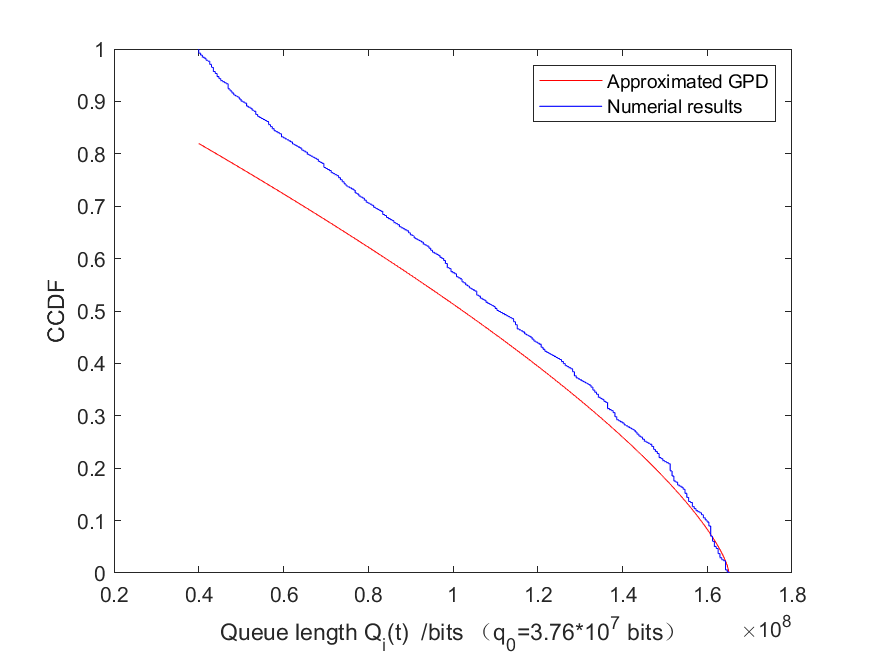 1
0.9
0.8
0.7
0.6
0.5
0.4
0.3
0.2
0.1
0
CCDF
Approximated GPD
Numerial results
0.2 0.4 0.6 0.8 1 1.2 1.4 1.6 1.8
×10^8
Queue length Q_i(t) /bits （q_0=3.76*10^7 bits）